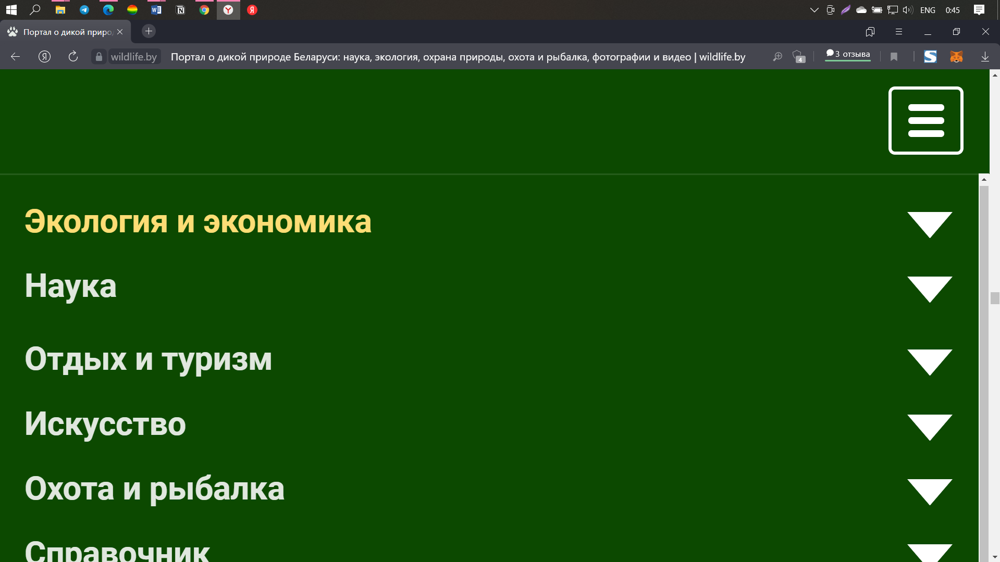 ENG
0:45
Портал о дикой приро
wildlife.by
Портал о дикой природе Беларуси: наука, экология, охрана природы, охота и рыбалка, фотографии и видео | wildlife.by
4
3 отзыва
Экология и экономика
Наука
Отдых и туризм
Искусство
Охота и рыбалка
Справочник